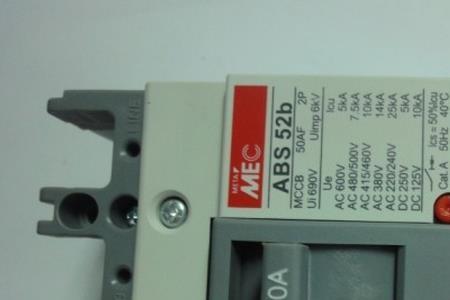 LINE
META
MEC
ABS 52b
MCCB 50AF 2P
Ui 690V Uimp 6kV
Ue Icu
AC 600V 5kA
AC 480/500V 7.5kA
AC 415/460V 10kA
AC 380V 14kA
AC 220/240V 25kA
DC 250V 5kA
DC 125V 10kA
Ics = 50%Icu
Cat. A 50Hz 40°C
0A